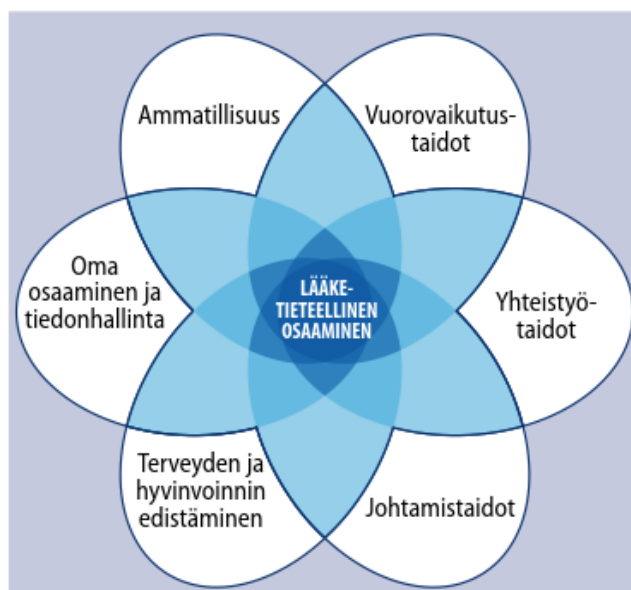 Ammatillisuus
Vuorovaikutus-
taidot
Oma
osaaminen ja
tiedonhallinta
LÄÄKE-
TIETEELLINEN
OSAAMINEN
Yhteistyö-
taidot
Terveyden ja
hyvinvoinnin
edistäminen
Johtamistaidot